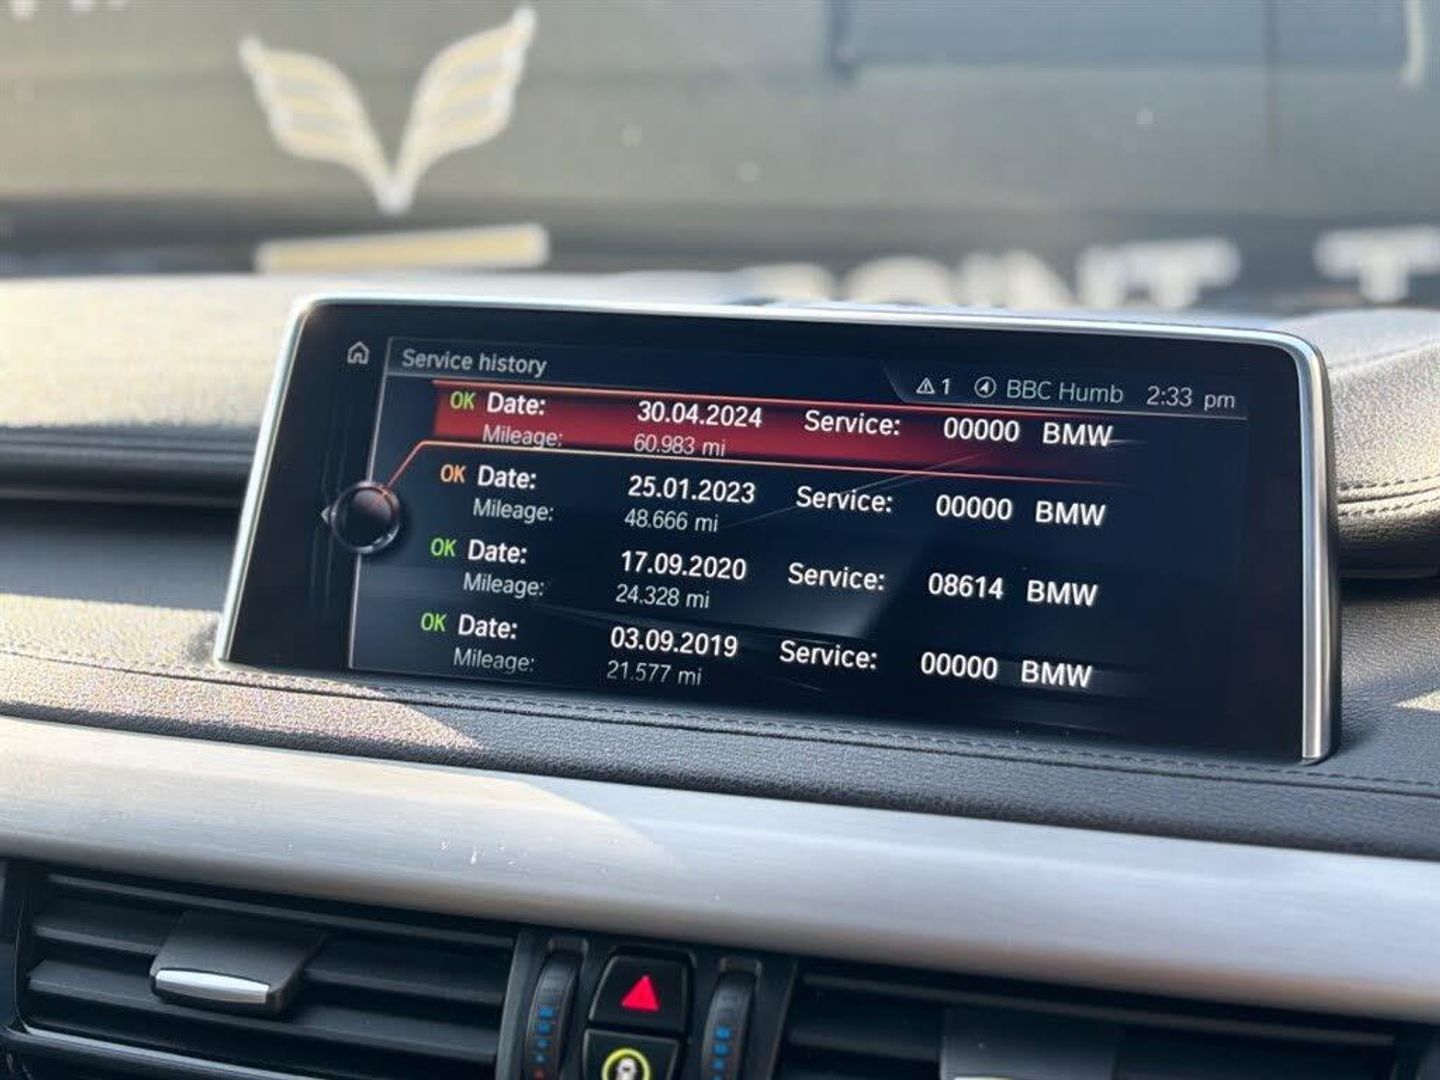 Service history
1 BBC Humb 2:33 pm
OK Date: 30.04.2024 Service: 00000 BMW
Mileage: 60.983 mi
OK Date: 25.01.2023 Service: 00000 BMW
Mileage: 48.666 mi
OK Date: 17.09.2020 Service: 08614 BMW
Mileage: 24.328 mi
OK Date: 03.09.2019 Service: 00000 BMW
Mileage: 21.577 mi